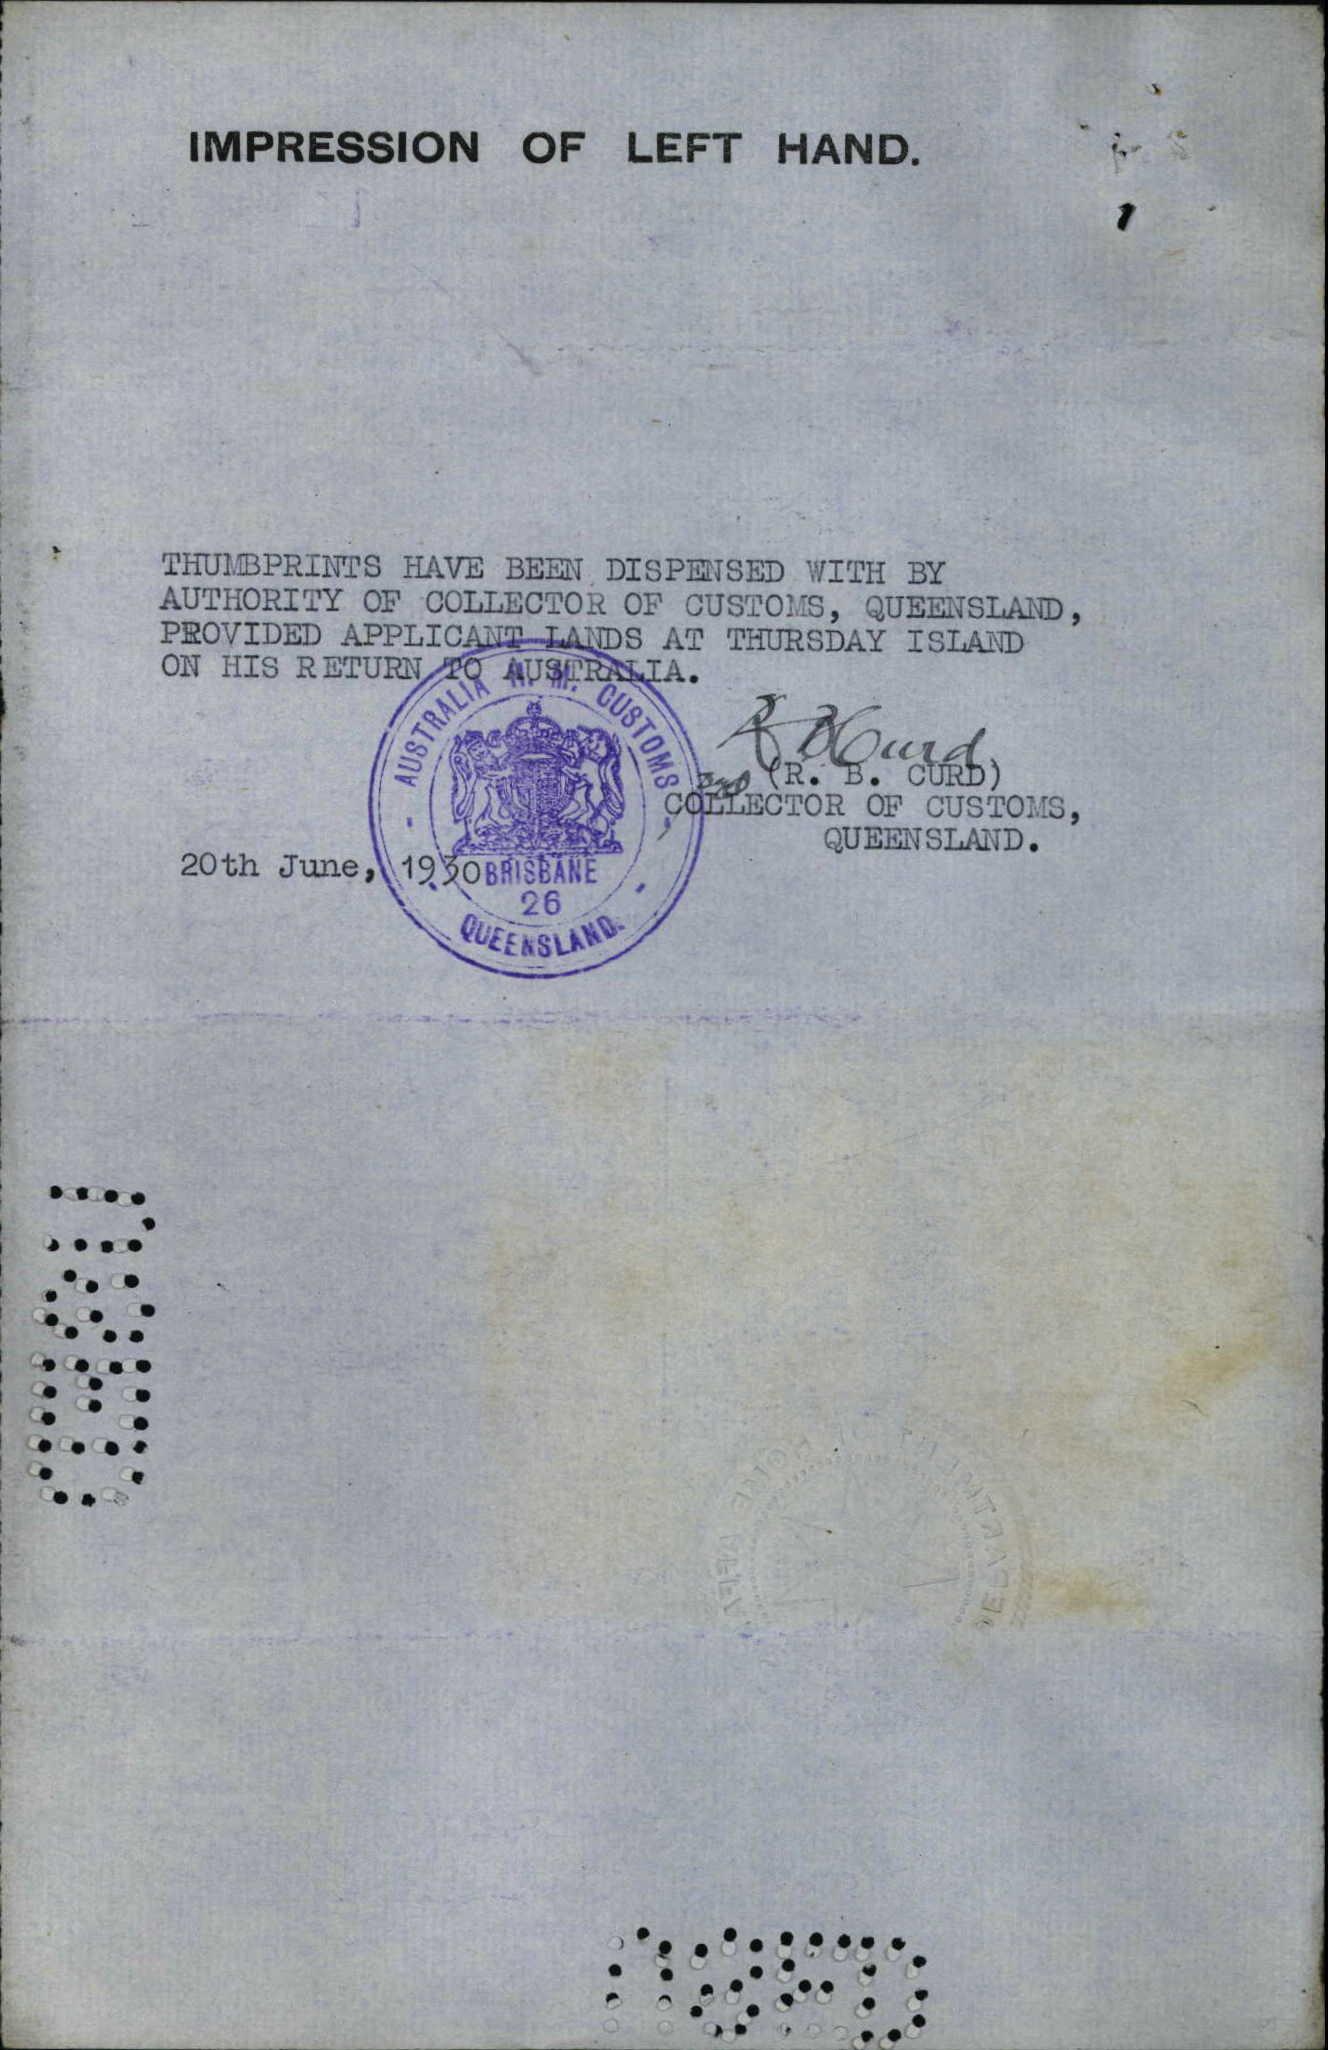 IMPRESSION OF LEFT HAND.
THUMBPRINTS HAVE BEEN DISPENSED WITH BY
AUTHORITY OF COLLECTOR OF CUSTOMS, QUEENSLAND,
PROVIDED APPLICANT LANDS AT THURSDAY ISLAND
ON HIS RETURN TO AUSTRALIA.
AUSTRALIA H. M. CUSTOMS
R B Curd
(R. B. CURD)
COLLECTOR OF CUSTOMS,
QUEENSLAND.
20th June, 1930
BRISBANE
26
QUEENSLAND.